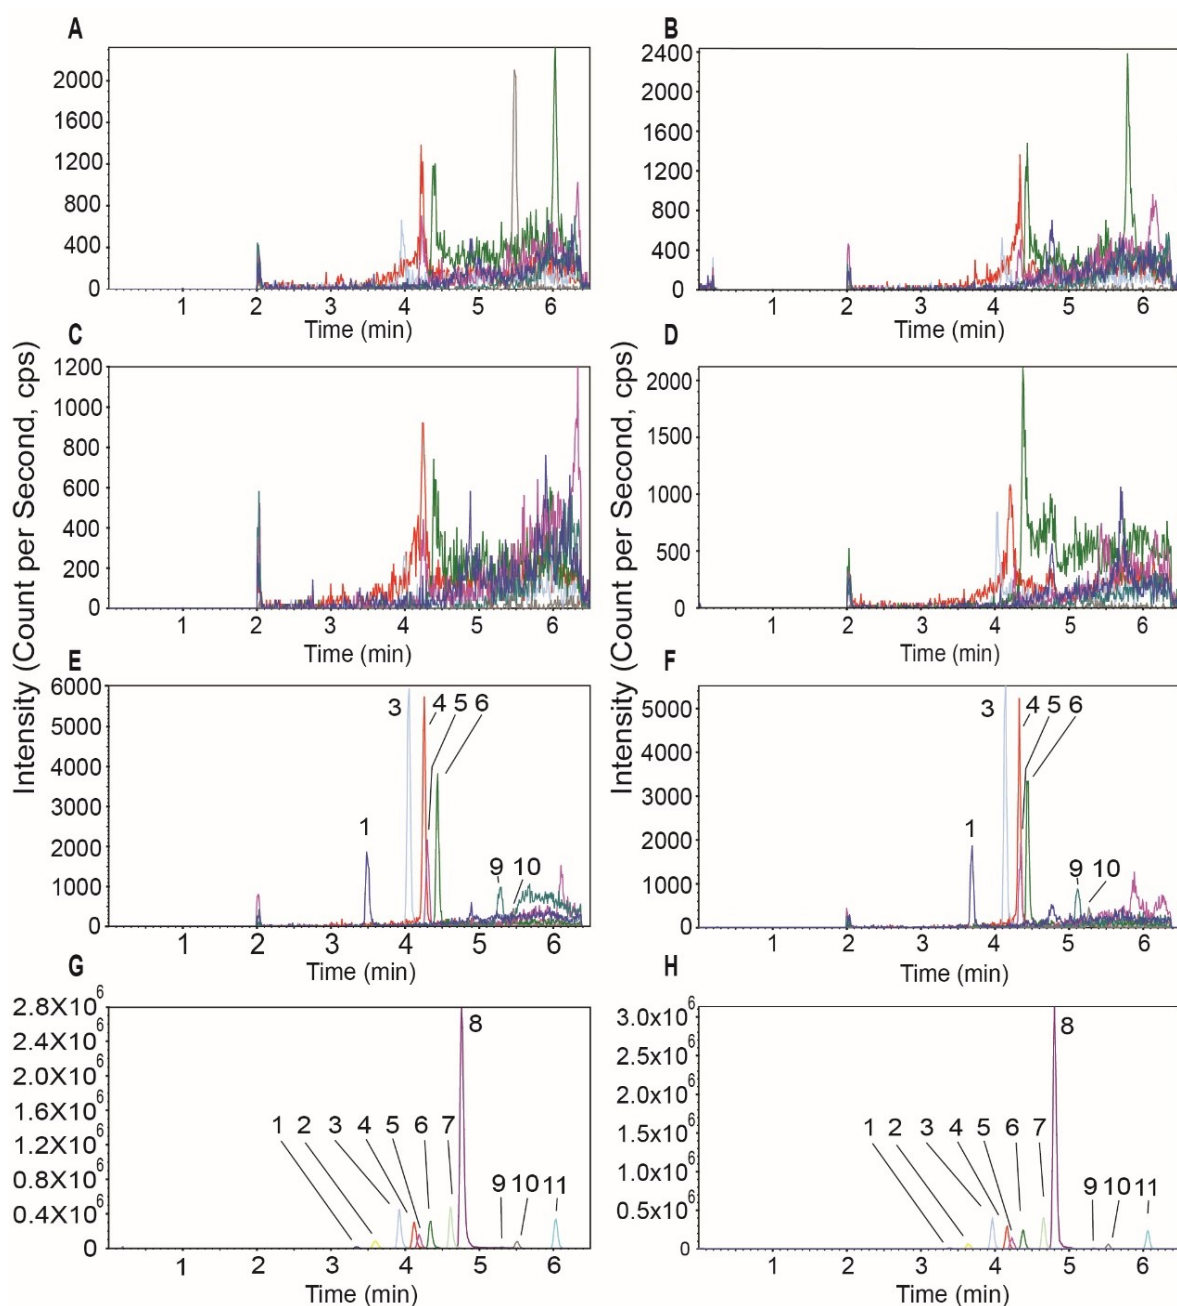 A
2000
1600
1200
800
400
0
1 2 3 4 5 6
Time (min)
B
2400
2000
1600
1200
800
400
0
1 2 3 4 5 6
Time (min)
Intensity (Count per Second, cps)
C
1200
1000
800
600
400
200
0
1 2 3 4 5 6
Time (min)
Intensity (Count per Second, cps)
D
2000
1500
1000
500
0
1 2 3 4 5 6
Time (min)
E
6000
5000
4000
3000
2000
1000
0
1 3 4 5 6 9 10
1 2 3 4 5 6
Time (min)
F
5000
4000
3000
2000
1000
0
1 3 4 5 6 9 10
1 2 3 4 5 6
Time (min)
G
2.8X10 6
2.4X10 6
2.0X10 6
1.6X10 6
1.2X10 6
0.8X10 6
0.4X10 6
0
1 2 3 4 5 6 7 8 9 10 11
1 2 3 4 5 6
Time (min)
H
3.0x10 6
2.5x10 6
2.0x10 6
1.5x10 6
1.0x10 6
0.5x10 6
0
1 2 3 4 5 6 7 8 9 10 11
1 2 3 4 5 6
Time (min)